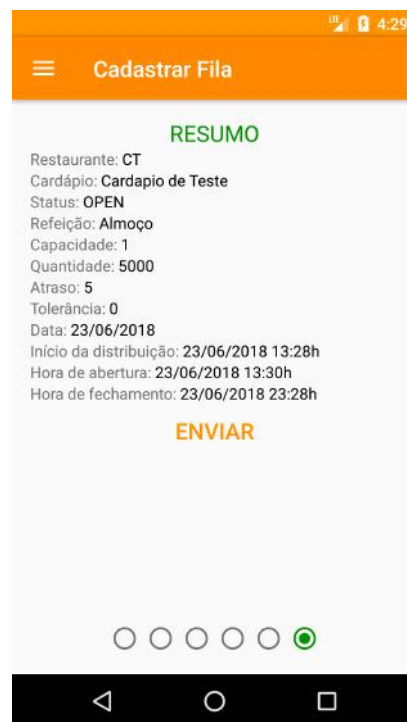 LTE 4:29
Cadastrar Fila
RESUMO
Restaurante: CT
Cardápio: Cardapio de Teste
Status: OPEN
Refeição: Almoço
Capacidade: 1
Quantidade: 5000
Atraso: 5
Tolerância: 0
Data: 23/06/2018
Início da distribuição: 23/06/2018 13:28h
Hora de abertura: 23/06/2018 13:30h
Hora de fechamento: 23/06/2018 23:28h
ENVIAR